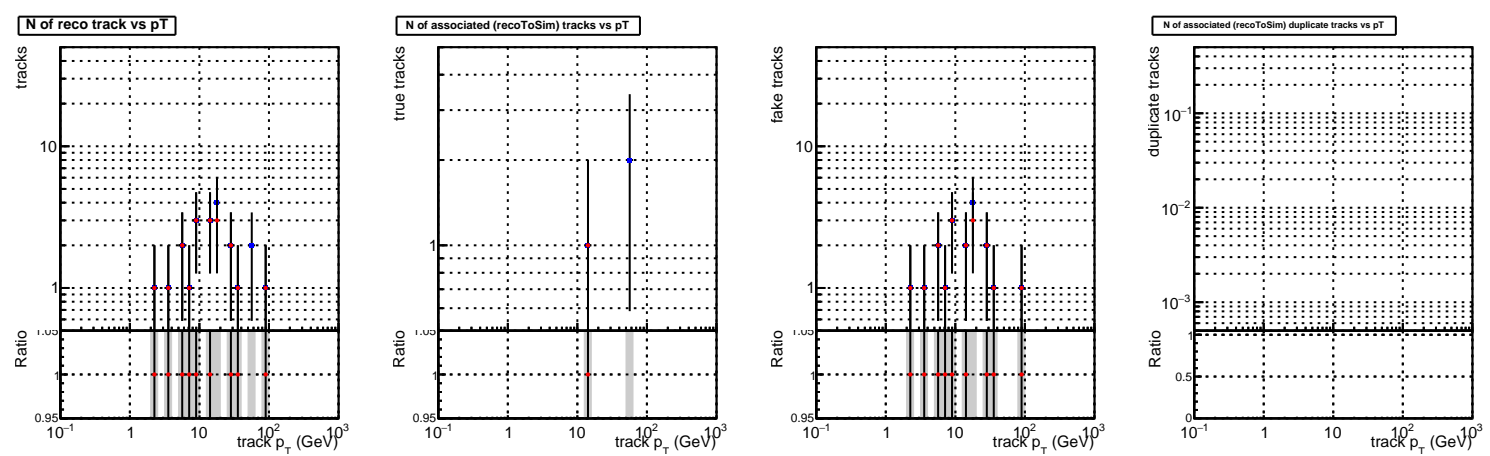 N of reco track vs pT
tracks
10
1
Ratio
1.05
1
0.95
10⁻¹ 1 10 10² 10³
track p_T (GeV)
N of associated (recoToSim) tracks vs pT
true tracks
1
Ratio
1.05
1
0.95
10⁻¹ 1 10 10² 10³
track p_T (GeV)
fake tracks
10
1
Ratio
1.05
1
0.95
10⁻¹ 1 10 10² 10³
track p_T (GeV)
N of associated (recoToSim) duplicate tracks vs pT
duplicate tracks
10⁻¹
10⁻²
10⁻³
Ratio
1
0.5
0
10⁻¹ 1 10 10² 10³
track p_T (GeV)